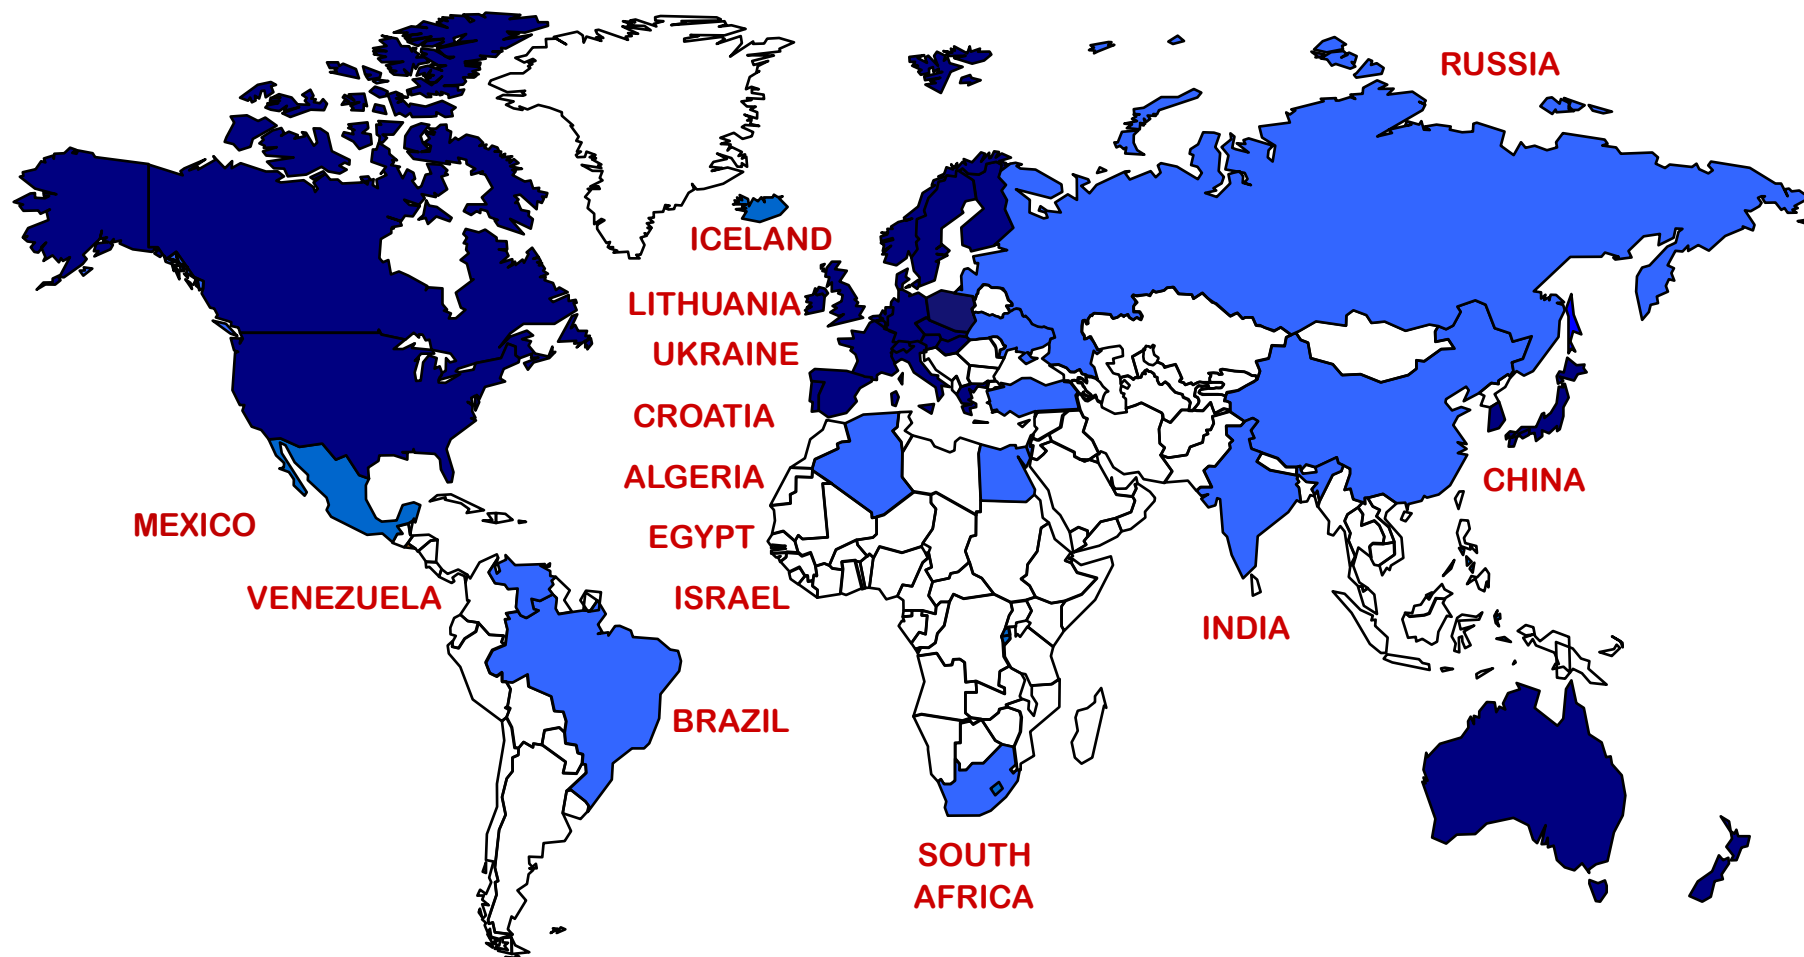 RUSSIA
ICELAND
LITHUANIA
UKRAINE
CROATIA
ALGERIA
CHINA
MEXICO
EGYPT
VENEZUELA
ISRAEL
INDIA
BRAZIL
SOUTH
AFRICA